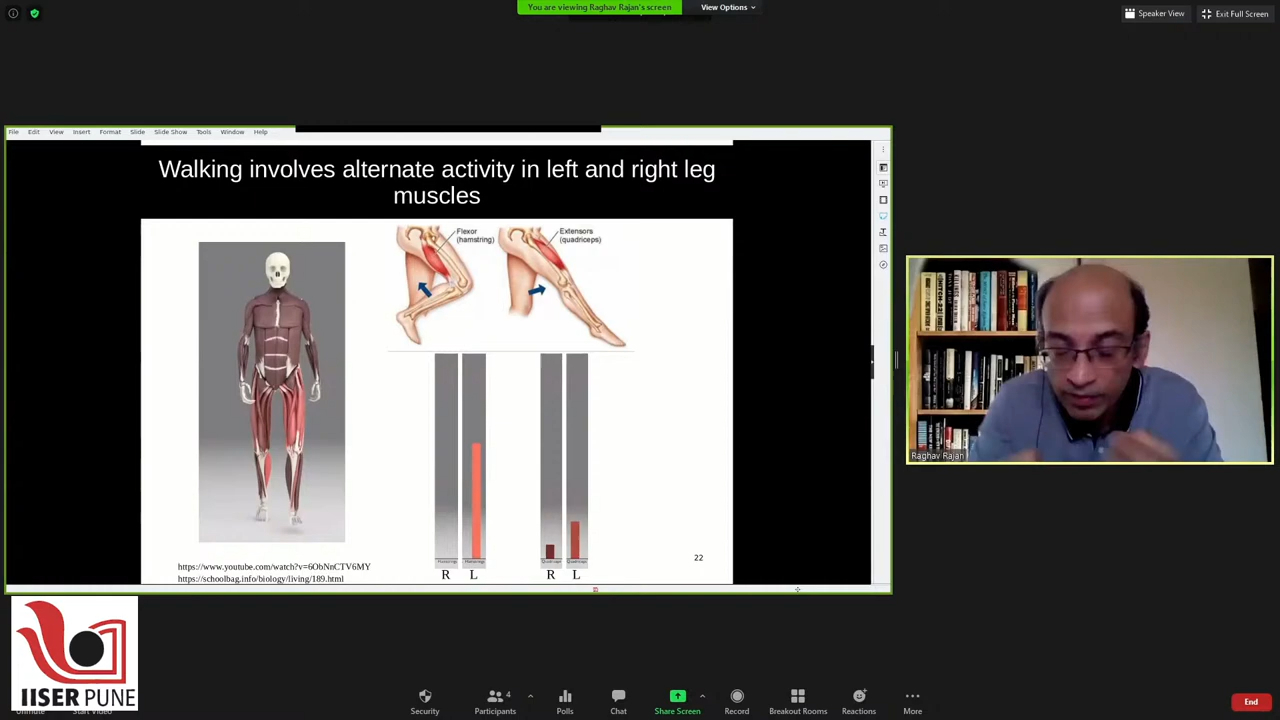 You are viewing Raghav Rajan's screen
View Options
Speaker View
Exit Full Screen
File Edit View Insert Format Slide Slide Show Tools Window Help
Walking involves alternate activity in left and right leg
muscles
Flexor
(hamstring)
Extensors
(quadriceps)
R L R L
22
https://www.youtube.com/watch?v=6ObNnCTV6MY
https://schoolbag.info/biology/living/189.html
Raghav Rajan
IISER PUNE
4
Security
Participants
Polls
Chat
Share Screen
Record
Breakout Rooms
Reactions
More
End